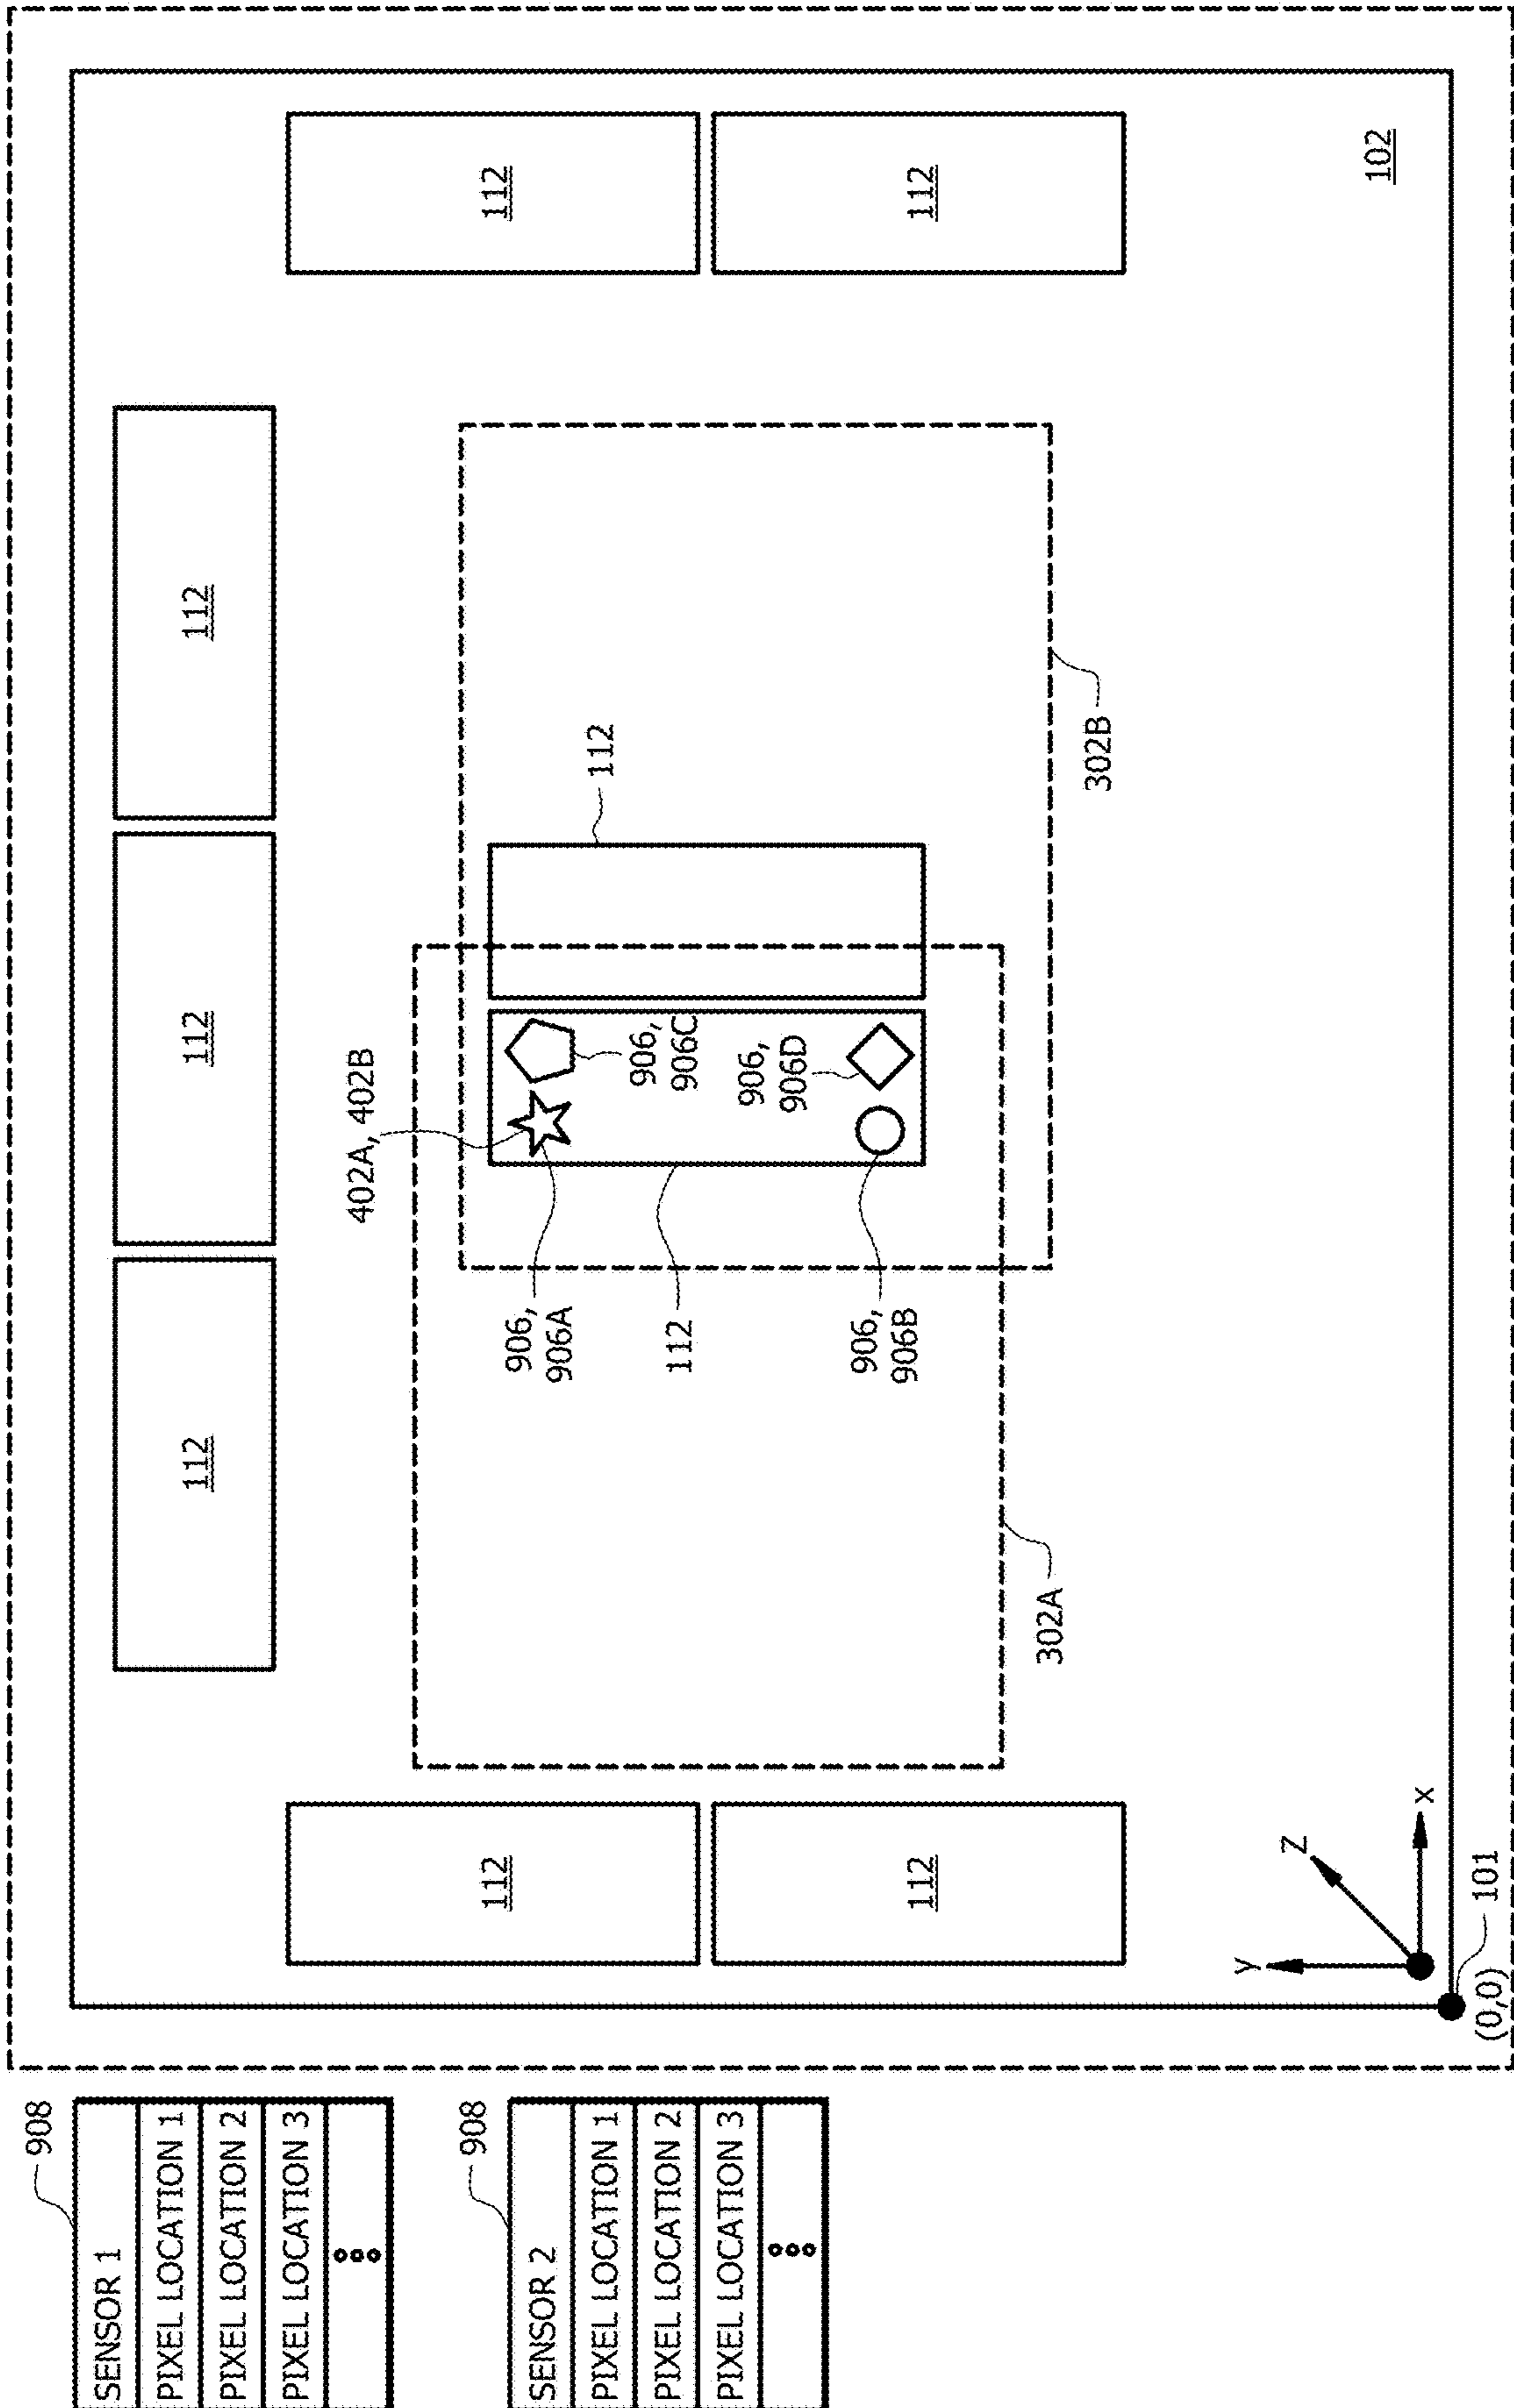 908
SENSOR 1
PIXEL LOCATION 1
PIXEL LOCATION 2
PIXEL LOCATION 3
908
SENSOR 2
PIXEL LOCATION 1
PIXEL LOCATION 2
PIXEL LOCATION 3
112
112
112
112
112
112
112
402A, 402B
906,
906A
906,
906C
112
112
906,
906D
906,
906B
302A
302B
102
Y
Z
X
(0,0)
101